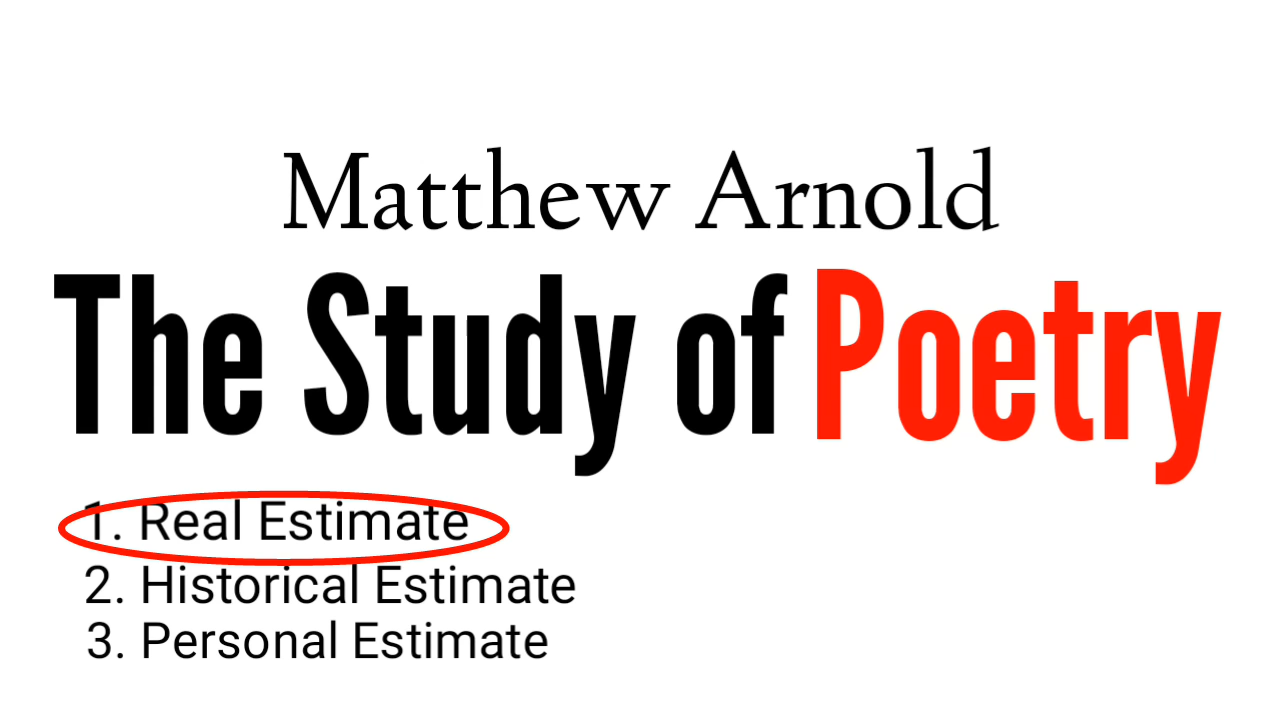 Matthew Arnold
The Study of Poetry
1. Real Estimate
2. Historical Estimate
3. Personal Estimate